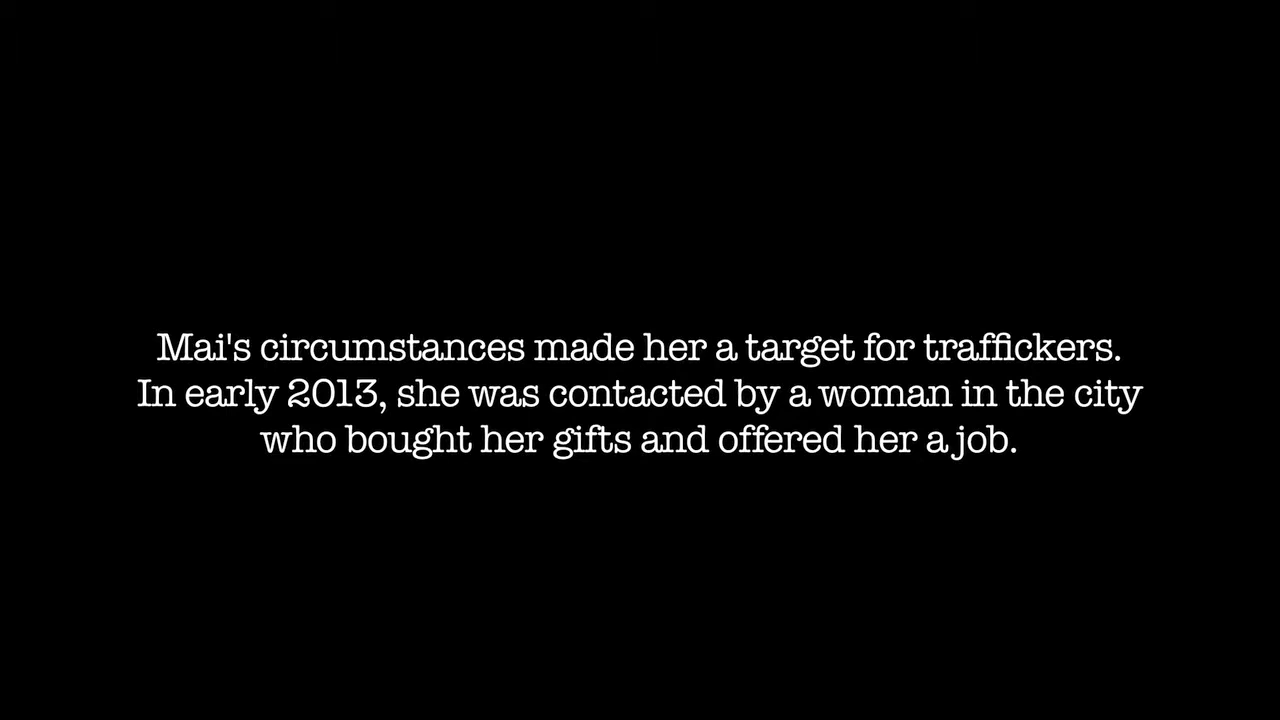 Mai's circumstances made her a target for traffickers.
In early 2013, she was contacted by a woman in the city
who bought her gifts and offered her a job.